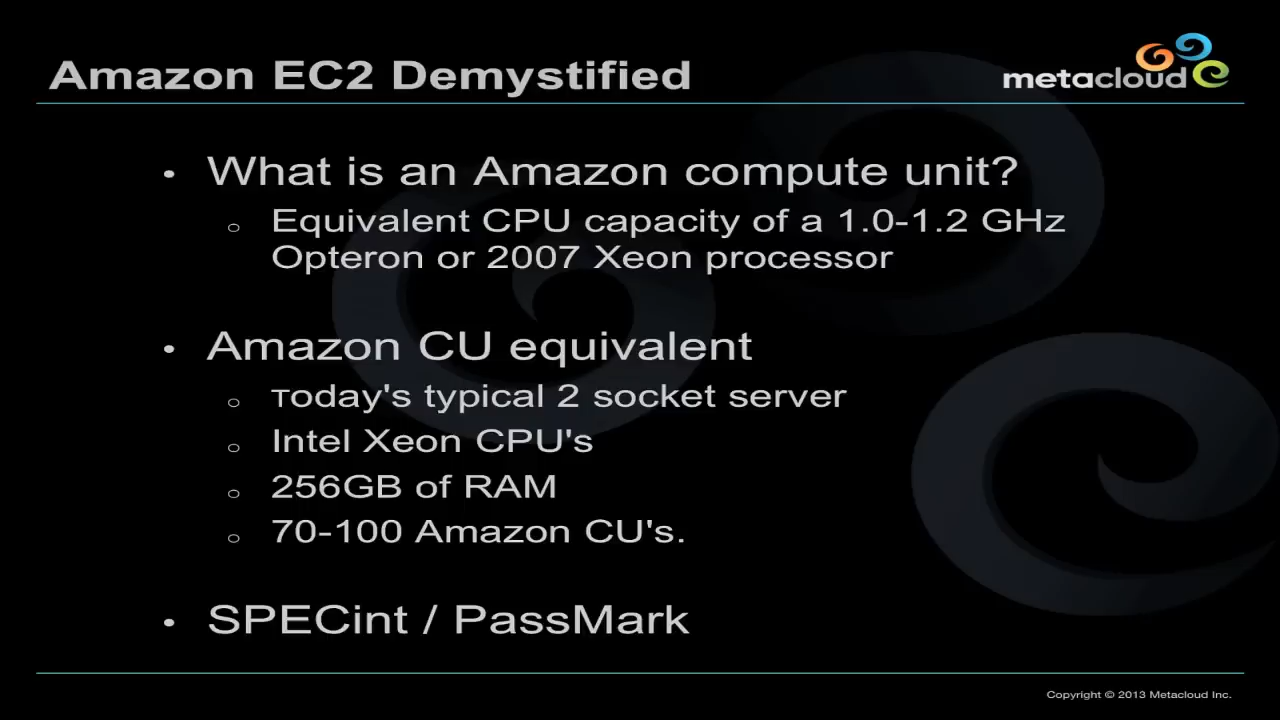 Amazon EC2 Demystified
metacloud
• What is an Amazon compute unit?
o Equivalent CPU capacity of a 1.0-1.2 GHz
Opteron or 2007 Xeon processor
• Amazon CU equivalent
o Today's typical 2 socket server
o Intel Xeon CPU's
o 256GB of RAM
o 70-100 Amazon CU's.
• SPECint / PassMark
Copyright © 2013 Metacloud Inc.